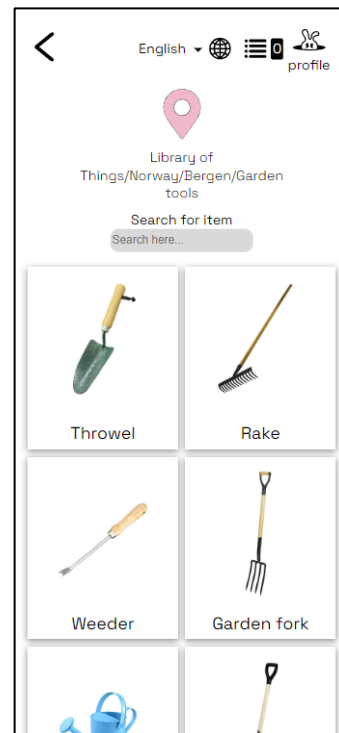 English
0
profile
Library of
Things/Norway/Bergen/Garden
tools
Search for item
Search here...
Throwel
Rake
Weeder
Garden fork